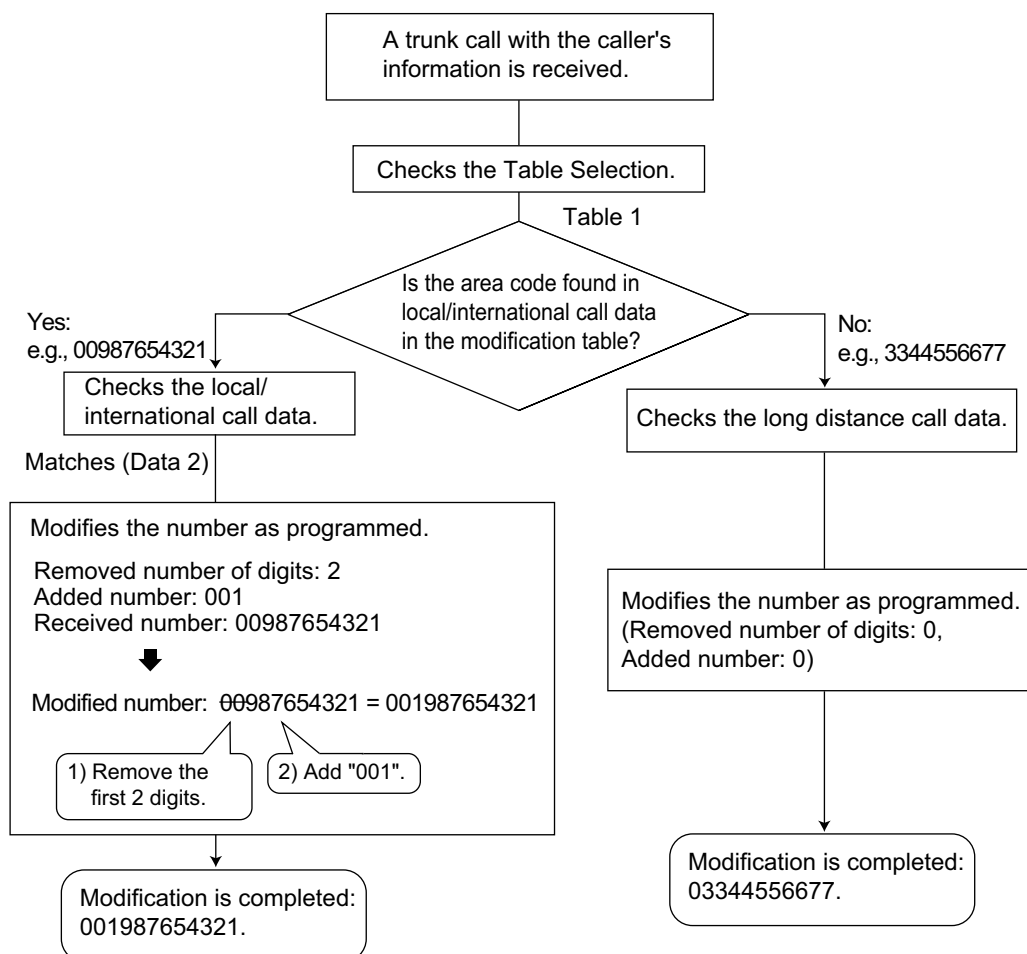 A trunk call with the caller's
information is received.
Checks the Table Selection.
Table 1
Is the area code found in
local/international call data
in the modification table?
Yes:
e.g., 00987654321
No:
e.g., 3344556677
Checks the local/
international call data.
Checks the long distance call data.
Matches (Data 2)
Modifies the number as programmed.
Removed number of digits: 2
Added number: 001
Received number: 00987654321
Modified number: 00987654321 = 001987654321
1) Remove the
first 2 digits.
2) Add "001".
Modifies the number as programmed.
(Removed number of digits: 0,
Added number: 0)
Modification is completed:
001987654321.
Modification is completed:
03344556677.